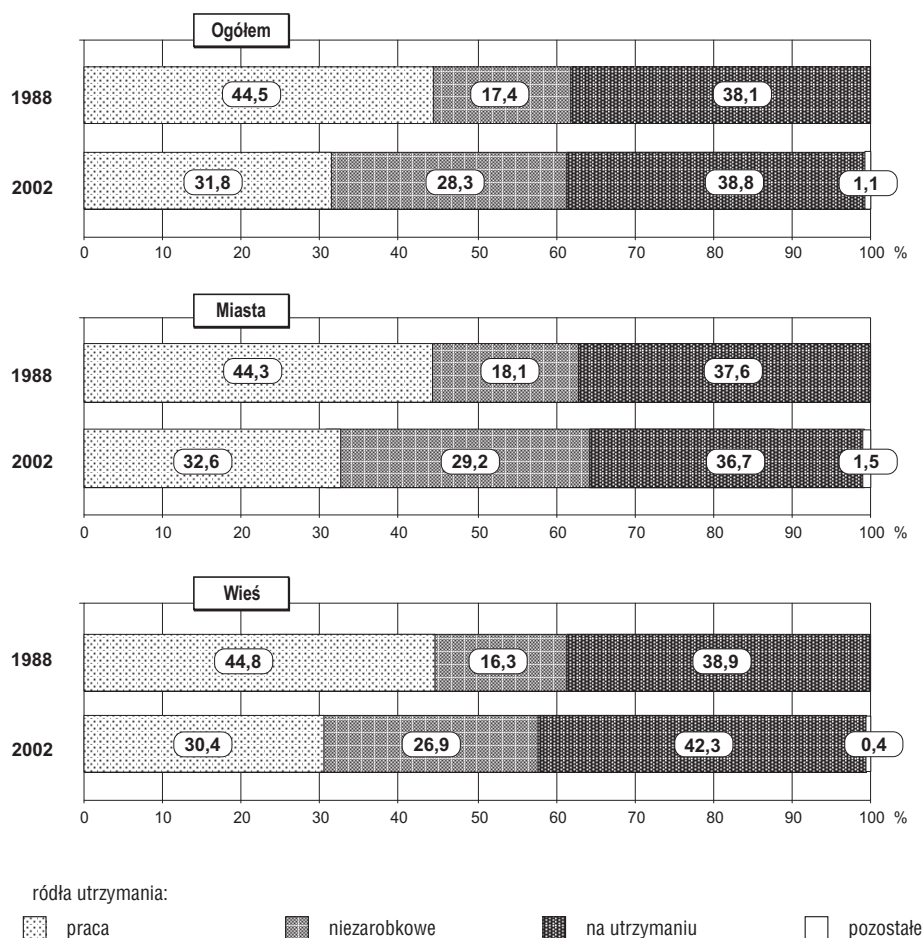 Ogółem
1988 44,5 17,4 38,1
2002 31,8 28,3 38,8 1,1
0 10 20 30 40 50 60 70 80 90 100 %
Miasta
1988 44,3 18,1 37,6
2002 32,6 29,2 36,7 1,5
0 10 20 30 40 50 60 70 80 90 100 %
Wieś
1988 44,8 16,3 38,9
2002 30,4 26,9 42,3 0,4
0 10 20 30 40 50 60 70 80 90 100 %
ródła utrzymania:
praca niezarobkowe na utrzymaniu pozostałe